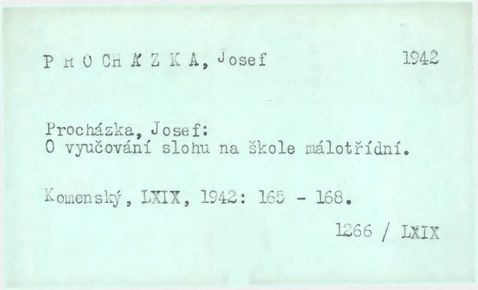 P R O CH Á Z K A, Josef 1942
Procházka, Josef:
O vyučování slohu na škole málotřídní.
Komenský, LXIX, 1942: 165 - 168.
1266 / LXIX